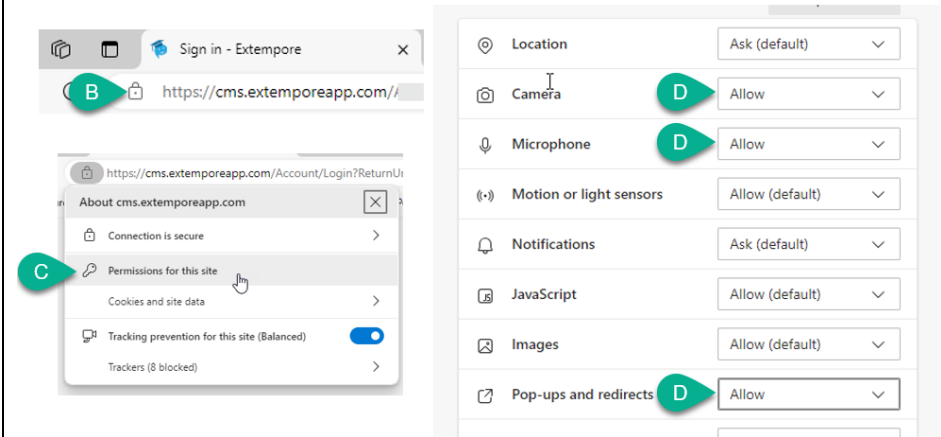 Sign in - Extempore
B
https://cms.extemporeapp.com/
https://cms.extemporeapp.com/Account/Login?ReturnU
About cms.extemporeapp.com
Connection is secure
C
Permissions for this site
Cookies and site data
Tracking prevention for this site (Balanced)
Trackers (8 blocked)
Location
Ask (default)
Camera
D
Allow
Microphone
D
Allow
Motion or light sensors
Allow (default)
Notifications
Ask (default)
JS
JavaScript
Allow (default)
Images
Allow (default)
Pop-ups and redirects
D
Allow